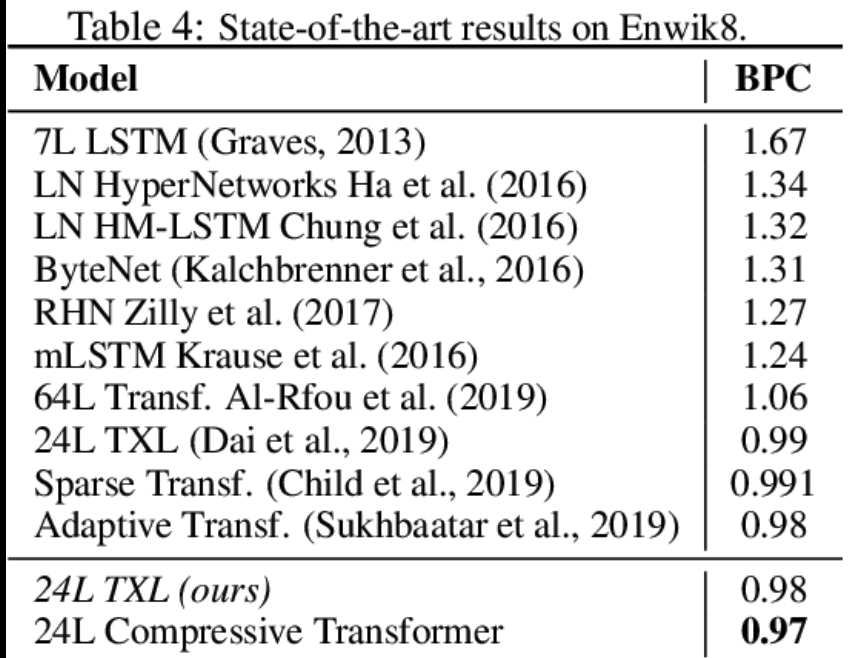 Table 4: State-of-the-art results on Enwik8.
Model BPC
7L LSTM (Graves, 2013) 1.67
LN HyperNetworks Ha et al. (2016) 1.34
LN HM-LSTM Chung et al. (2016) 1.32
ByteNet (Kalchbrenner et al., 2016) 1.31
RHN Zilly et al. (2017) 1.27
mLSTM Krause et al. (2016) 1.24
64L Transf. Al-Rfou et al. (2019) 1.06
24L TXL (Dai et al., 2019) 0.99
Sparse Transf. (Child et al., 2019) 0.991
Adaptive Transf. (Sukhbaatar et al., 2019) 0.98
24L TXL (ours) 0.98
24L Compressive Transformer 0.97